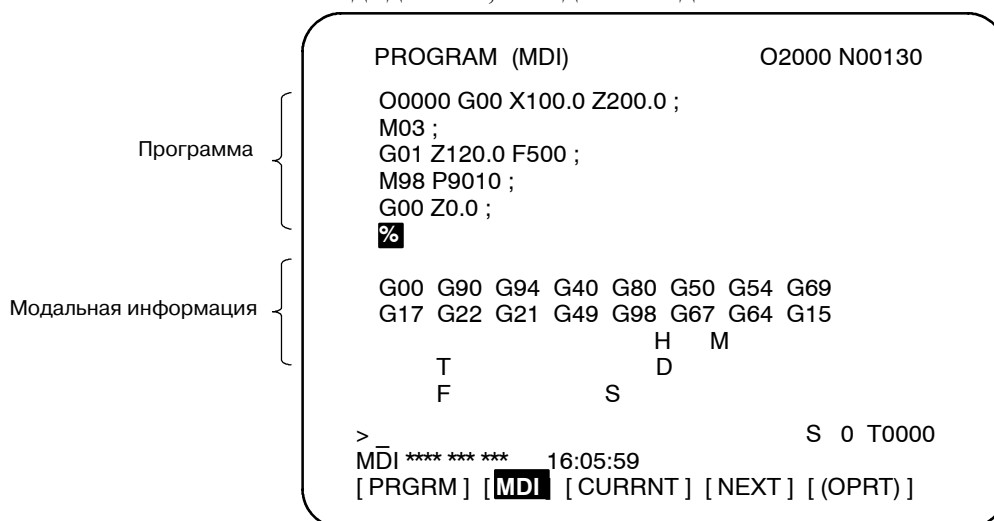 PROGRAM (MDI) O2000 N00130
O0000 G00 X100.0 Z200.0 ;
M03 ;
Программа
G01 Z120.0 F500 ;
M98 P9010 ;
G00 Z0.0 ;
%
G00 G90 G94 G40 G80 G50 G54 G69
Модальная информация
G17 G22 G21 G49 G98 G67 G64 G15
H M
T D
F S
>_ S 0 T0000
MDI **** *** *** 16:05:59
[ PRGRM ] [ MDI ] [ CURRNT ] [ NEXT ] [ (OPRT) ]